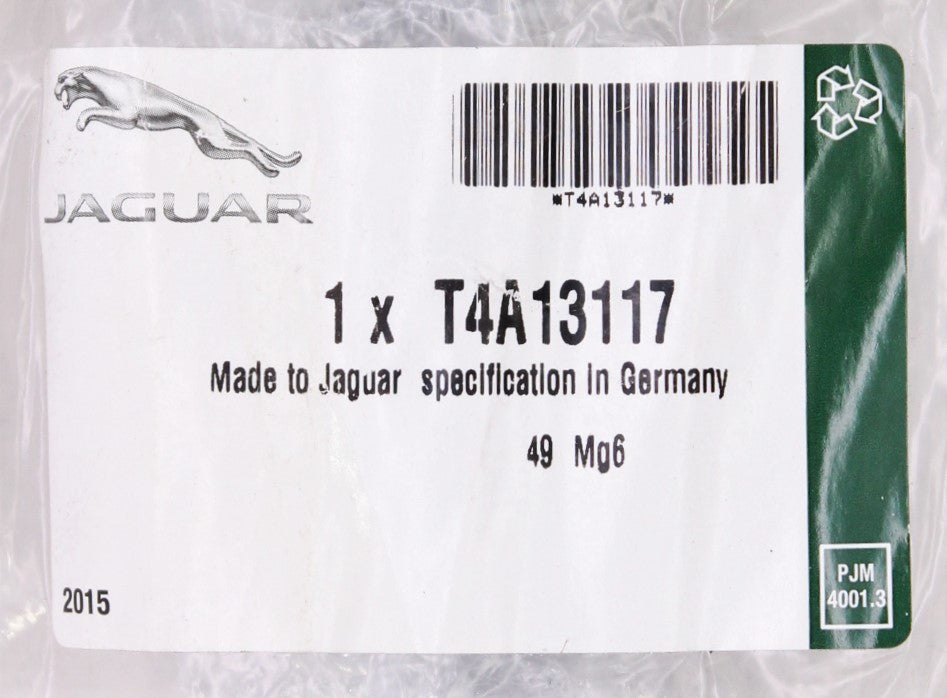 JAGUAR
*T4A13117*
1 x T4A13117
Made to Jaguar specification in Germany
49 Mg6
2015
PJM
4001.3